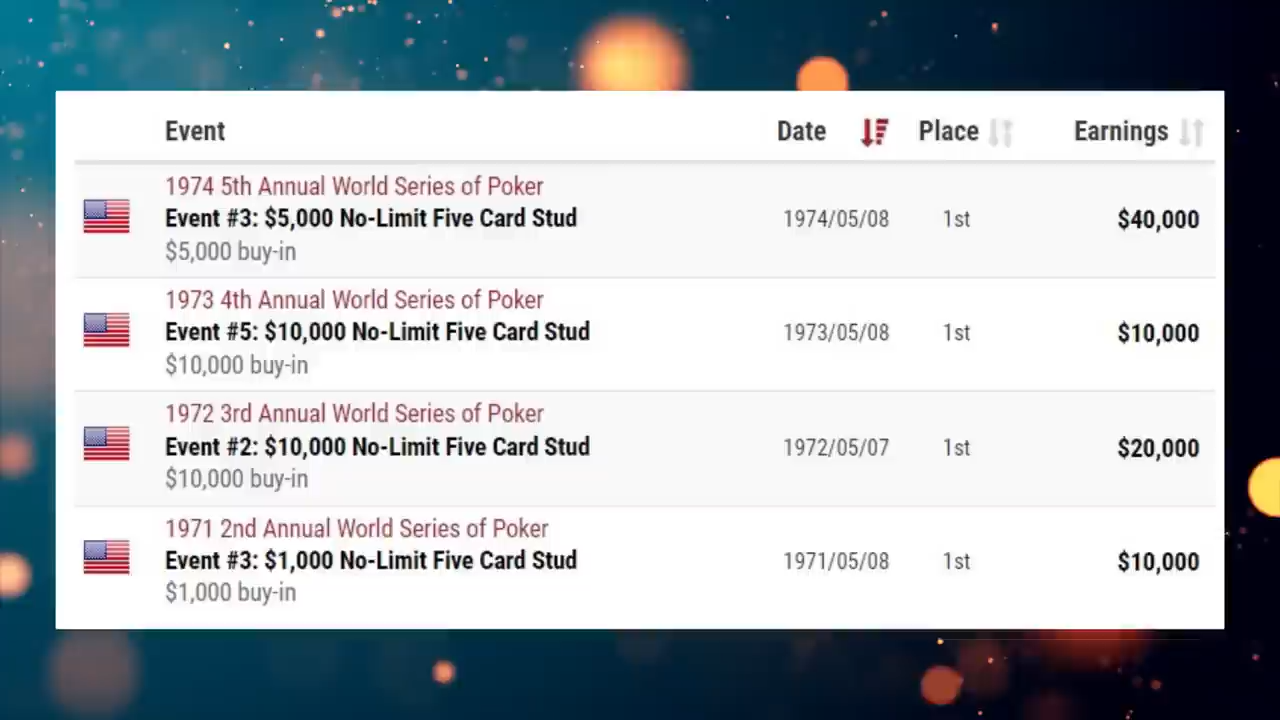 Event Date Place Earnings
1974 5th Annual World Series of Poker
Event #3: $5,000 No-Limit Five Card Stud 1974/05/08 1st $40,000
$5,000 buy-in
1973 4th Annual World Series of Poker
Event #5: $10,000 No-Limit Five Card Stud 1973/05/08 1st $10,000
$10,000 buy-in
1972 3rd Annual World Series of Poker
Event #2: $10,000 No-Limit Five Card Stud 1972/05/07 1st $20,000
$10,000 buy-in
1971 2nd Annual World Series of Poker
Event #3: $1,000 No-Limit Five Card Stud 1971/05/08 1st $10,000
$1,000 buy-in